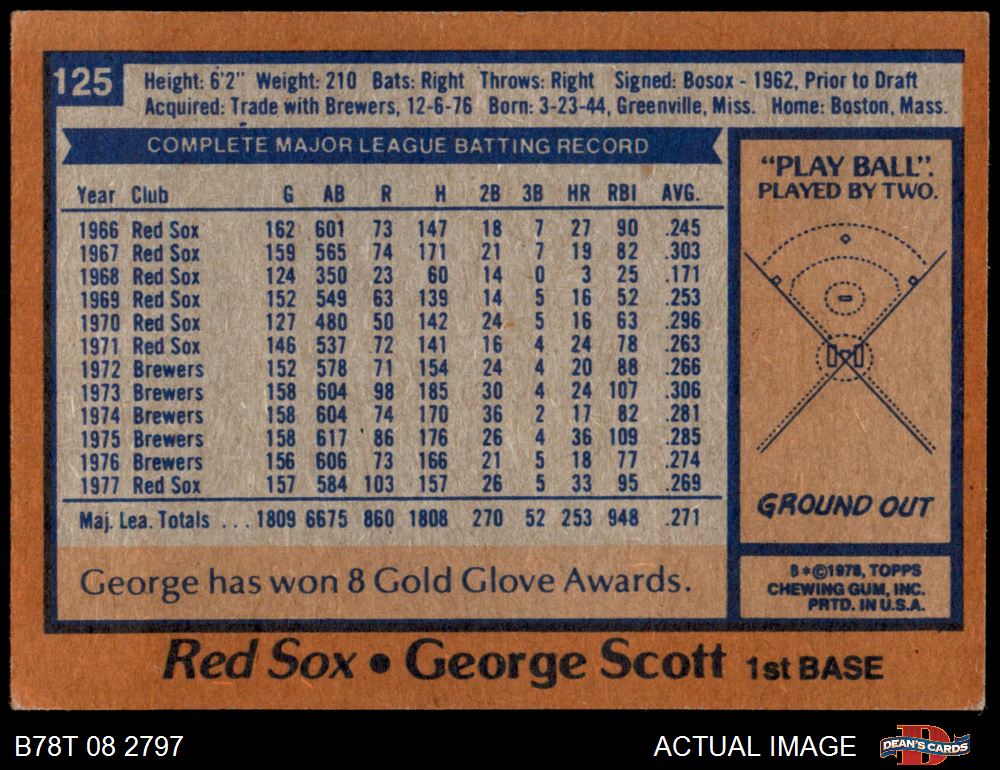 125
Height: 6'2" Weight: 210 Bats: Right Throws: Right Signed: Bosox - 1962, Prior to Draft
Acquired: Trade with Brewers, 12-6-76 Born: 3-23-44, Greenville, Miss. Home: Boston, Mass.
COMPLETE MAJOR LEAGUE BATTING RECORD
Year Club G AB R H 2B 3B HR RBI AVG.
1966 Red Sox 162 601 73 147 18 7 27 90 .245
1967 Red Sox 159 565 74 171 21 7 19 82 .303
1968 Red Sox 124 350 23 60 14 0 3 25 .171
1969 Red Sox 152 549 63 139 14 5 16 52 .253
1970 Red Sox 127 480 50 142 24 5 16 63 .296
1971 Red Sox 146 537 72 141 16 4 24 78 .263
1972 Brewers 152 578 71 154 24 4 20 88 .266
1973 Brewers 158 604 98 185 30 4 24 107 .306
1974 Brewers 158 604 74 170 36 2 17 82 .281
1975 Brewers 158 617 86 176 26 4 36 109 .285
1976 Brewers 156 606 73 166 21 5 18 77 .274
1977 Red Sox 157 584 103 157 26 5 33 95 .269
Maj. Lea. Totals ... 1809 6675 860 1808 270 52 253 948 .271
George has won 8 Gold Glove Awards.
"PLAY BALL".
PLAYED BY TWO.
GROUND OUT
B*©1978, TOPPS
CHEWING GUM, INC.
PRTD. IN U.S.A.
Red Sox • George Scott 1st BASE
B78T 08 2797
ACTUAL IMAGE
D
DEAN'S CARDS